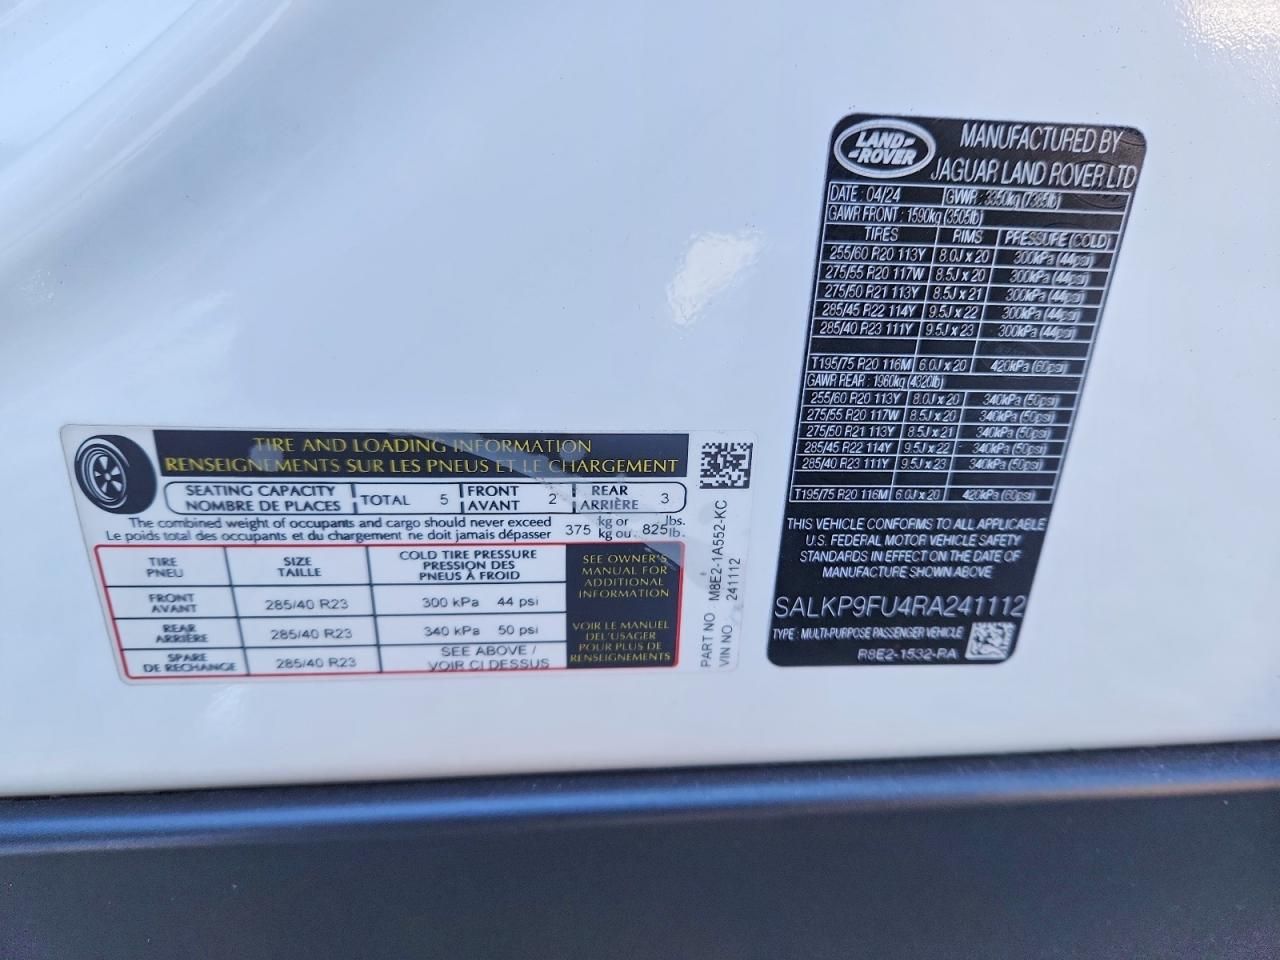 TIRE AND LOADING INFORMATION
RENSEIGNEMENTS SUR LES PNEUS ET LE CHARGEMENT
SEATING CAPACITY
NOMBRE DE PLACES
TOTAL 5
FRONT
AVANT
2
REAR
ARRIÈRE
3
The combined weight of occupants and cargo should never exceed
Le poids total des occupants et du chargement ne doit jamais dépasser
375 kg or 825 lbs.
kg ou lb.
TIRE
PNEU
SIZE
TAILLE
COLD TIRE PRESSURE
PRESSION DES
PNEUS À FROID
FRONT
AVANT
285/40 R23
300 kPa 44 psi
REAR
ARRIÈRE
285/40 R23
340 kPa 50 psi
SPARE
DE RECHANGE
285/40 R23
SEE ABOVE /
VOIR CI DESSUS
SEE OWNER'S
MANUAL FOR
ADDITIONAL
INFORMATION
VOIR LE MANUEL
DEL'USAGER
POUR PLUS DE
RENSEIGNEMENTS
PART NO M8E2-1A552-KC
VIN NO. 241112
LAND
ROVER
MANUFACTURED BY
JAGUAR LAND ROVER LTD
DATE : 04/24 GVWR : 3350kg (7385lb)
GAWR FRONT : 1590kg (3505lb)
TIRES RIMS PRESSURE (COLD)
255/60 R20 113Y 8.0J x 20 300kPa (44psi)
275/55 R20 117W 8.5J x 20 300kPa (44psi)
275/50 R21 113Y 8.5J x 21 300kPa (44psi)
285/45 R22 114Y 9.5J x 22 300kPa (44psi)
285/40 R23 111Y 9.5J x 23 300kPa (44psi)
T195/75 R20 116M 6.0J x 20 420kPa (60psi)
GAWR REAR : 1960kg (4320lb)
255/60 R20 113Y 8.0J x 20 340kPa (50psi)
275/55 R20 117W 8.5J x 20 340kPa (50psi)
275/50 R21 113Y 8.5J x 21 340kPa (50psi)
285/45 R22 114Y 9.5J x 22 340kPa (50psi)
285/40 R23 111Y 9.5J x 23 340kPa (50psi)
T195/75 R20 116M 6.0J x 20 420kPa (60psi)
THIS VEHICLE CONFORMS TO ALL APPLICABLE
U.S. FEDERAL MOTOR VEHICLE SAFETY
STANDARDS IN EFFECT ON THE DATE OF
MANUFACTURE SHOWN ABOVE
SALKP9FU4RA241112
TYPE : MULTI-PURPOSE PASSENGER VEHICLE
R8E2-1532-RA